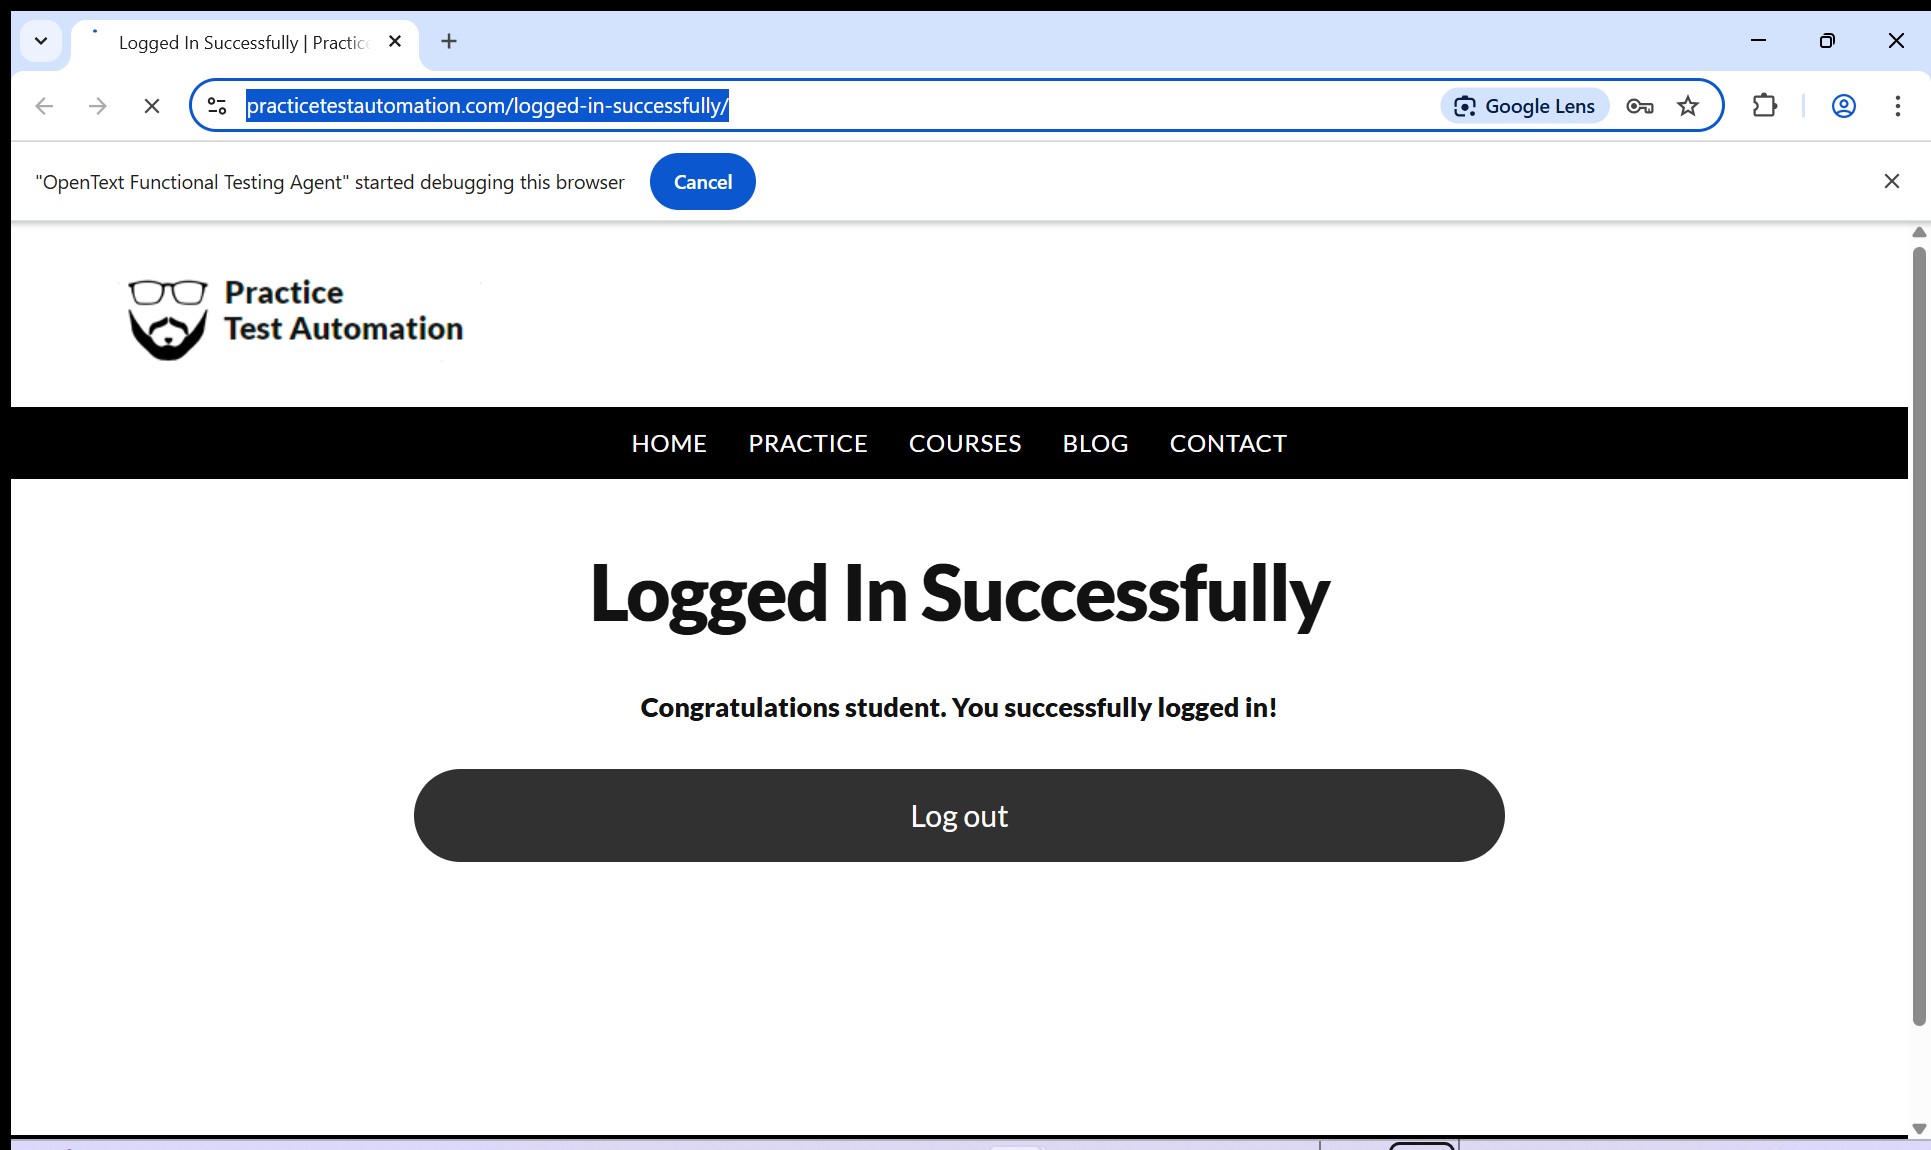 Logged In Successfully | Practice
practicetestautomation.com/logged-in-successfully/
Google Lens
"OpenText Functional Testing Agent" started debugging this browser
Cancel
Practice
Test Automation
HOME PRACTICE COURSES BLOG CONTACT
Logged In Successfully
Congratulations student. You successfully logged in!
Log out